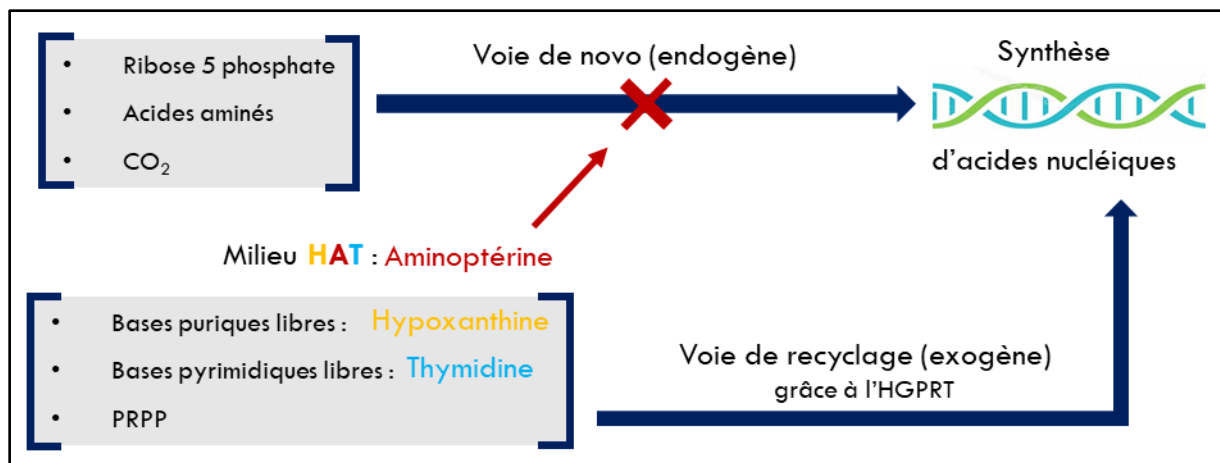 • Ribose 5 phosphate
• Acides aminés
• CO₂
Voie de novo (endogène)
Synthèse
d'acides nucléiques
Milieu HAT : Aminoptérine
• Bases puriques libres : Hypoxanthine
• Bases pyrimidiques libres : Thymidine
• PRPP
Voie de recyclage (exogène)
grâce à l'HGPRT